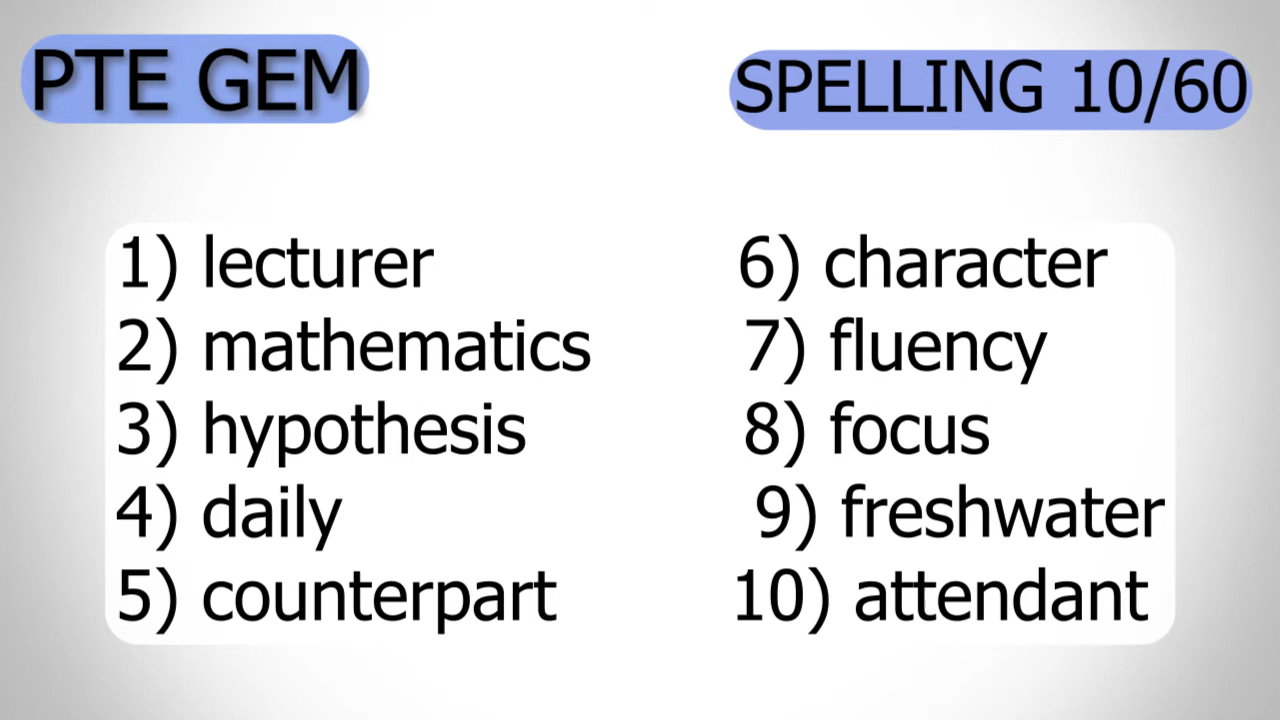 PTE GEM
SPELLING 10/60
1) lecturer
2) mathematics
3) hypothesis
4) daily
5) counterpart
6) character
7) fluency
8) focus
9) freshwater
10) attendant